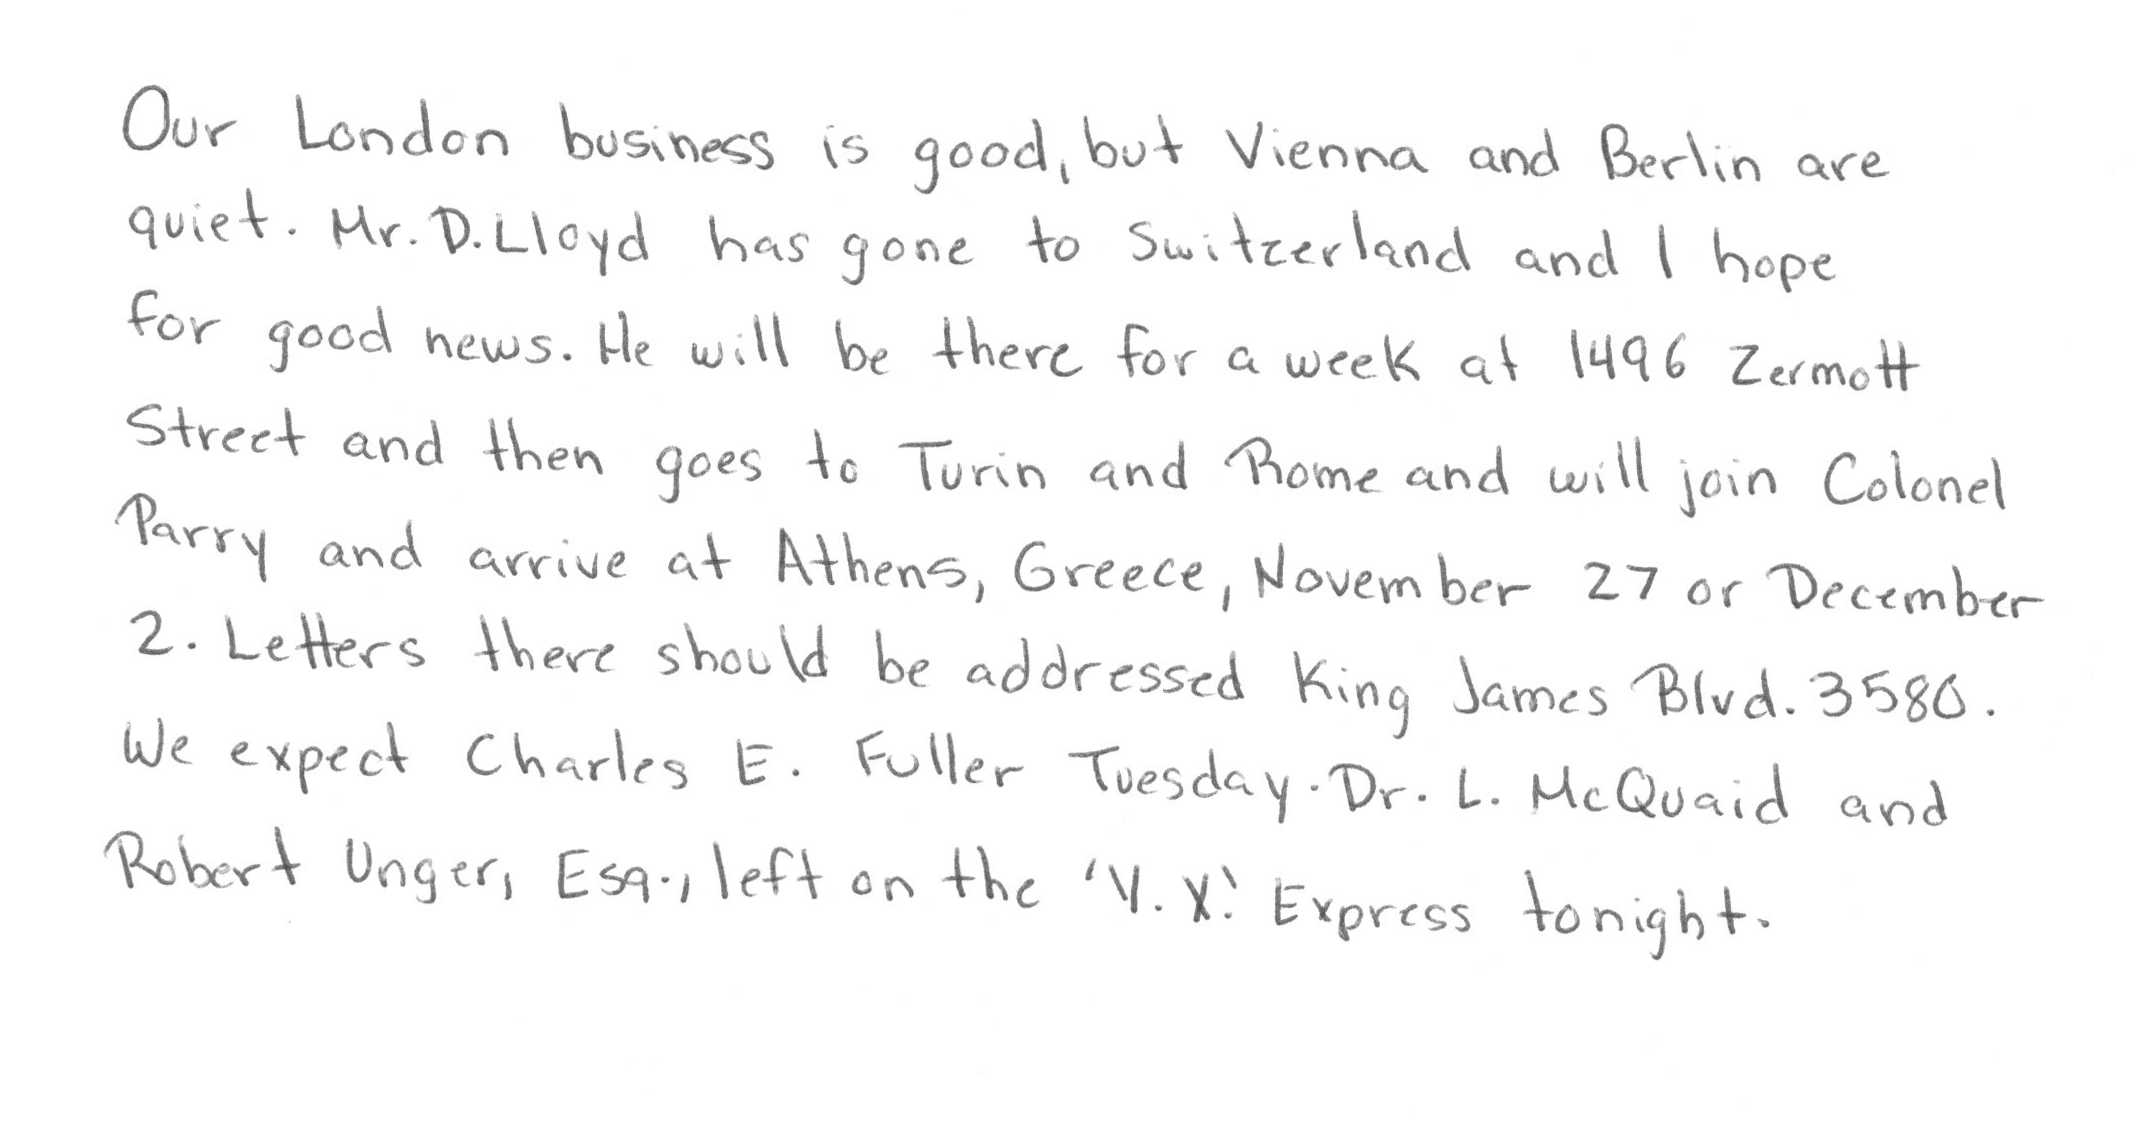 Our London business is good, but Vienna and Berlin are
quiet. Mr. D. Lloyd has gone to Switzerland and I hope
for good news. He will be there for a week at 1496 Zermott
Street and then goes to Turin and Rome and will join Colonel
Parry and arrive at Athens, Greece, November 27 or December
2. Letters there should be addressed King James Blvd. 3580.
We expect Charles E. Fuller Tuesday. Dr. L. McQuaid and
Robert Unger, Esq., left on the 'Y. X.' Express tonight.